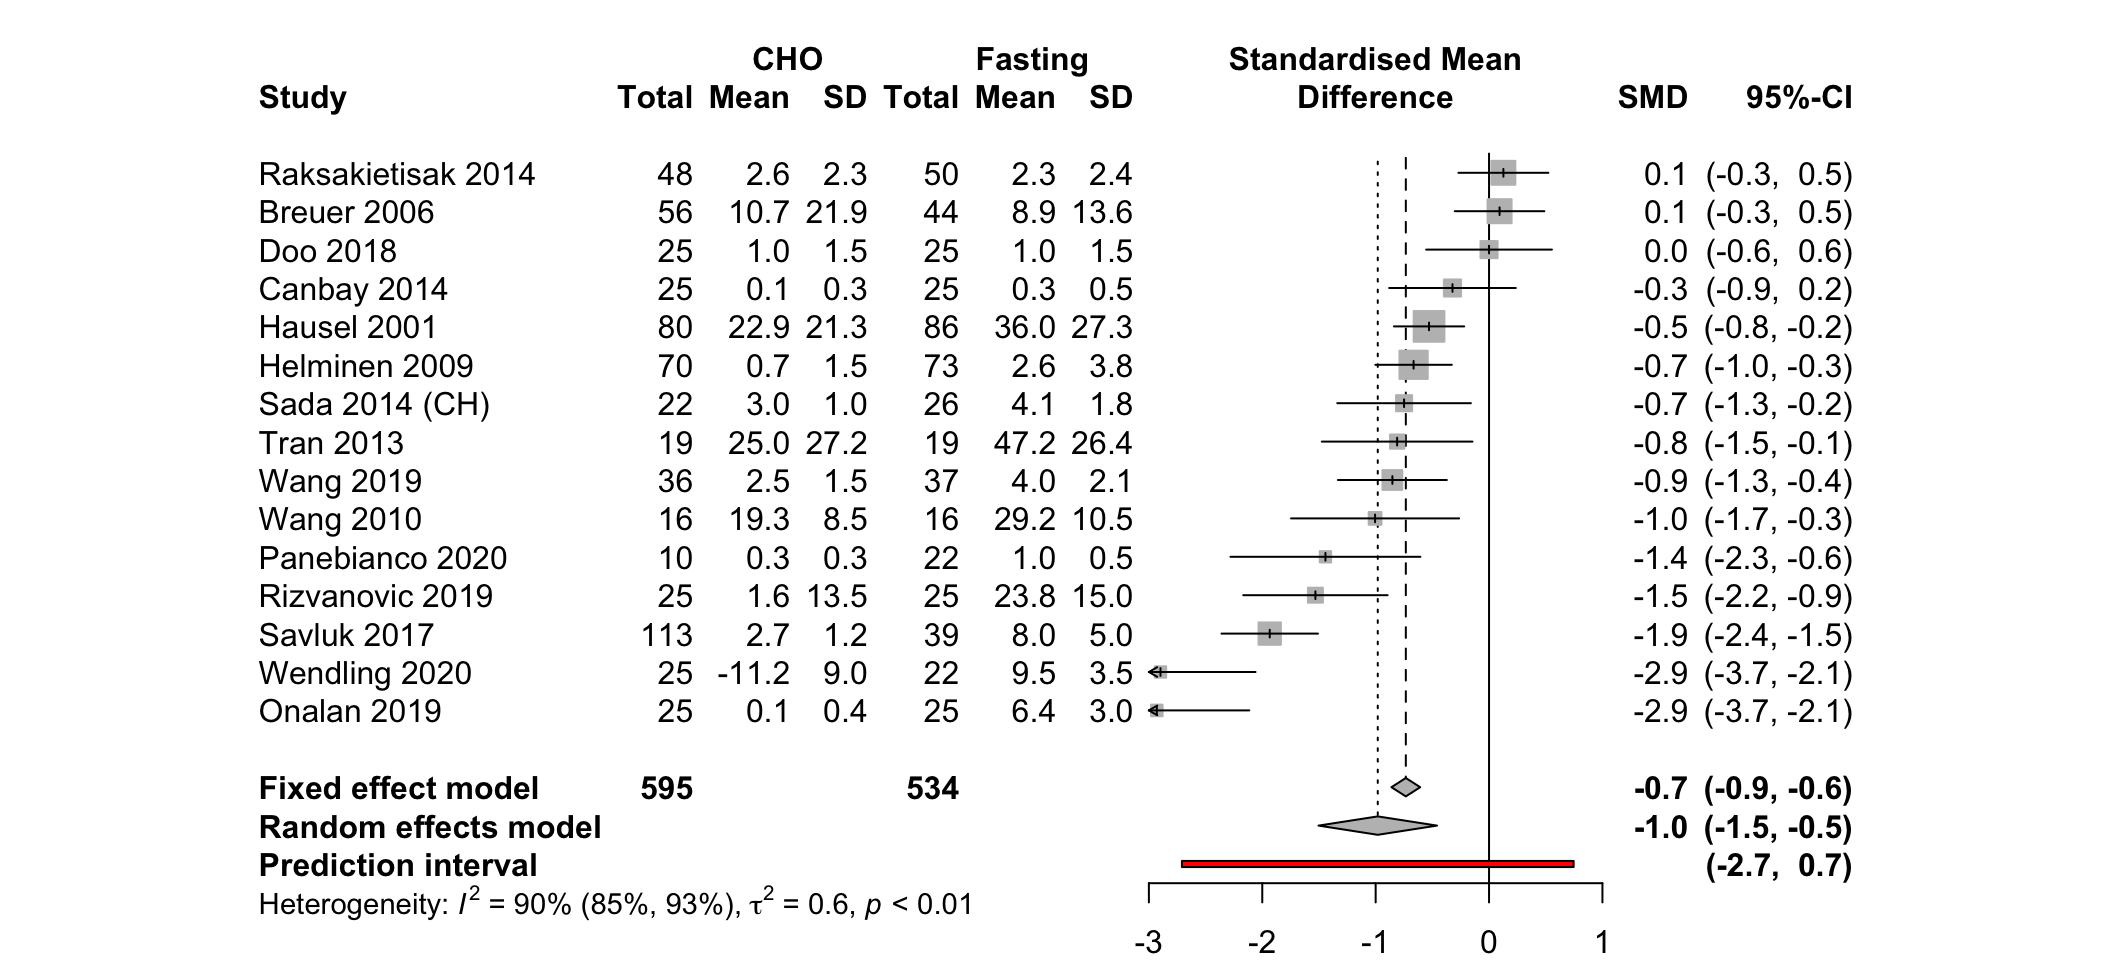 CHO Fasting Standardised Mean
Study Total Mean SD Total Mean SD Difference SMD 95%-CI
Raksakietisak 2014 48 2.6 2.3 50 2.3 2.4 0.1 (-0.3, 0.5)
Breuer 2006 56 10.7 21.9 44 8.9 13.6 0.1 (-0.3, 0.5)
Doo 2018 25 1.0 1.5 25 1.0 1.5 0.0 (-0.6, 0.6)
Canbay 2014 25 0.1 0.3 25 0.3 0.5 -0.3 (-0.9, 0.2)
Hausel 2001 80 22.9 21.3 86 36.0 27.3 -0.5 (-0.8, -0.2)
Helminen 2009 70 0.7 1.5 73 2.6 3.8 -0.7 (-1.0, -0.3)
Sada 2014 (CH) 22 3.0 1.0 26 4.1 1.8 -0.7 (-1.3, -0.2)
Tran 2013 19 25.0 27.2 19 47.2 26.4 -0.8 (-1.5, -0.1)
Wang 2019 36 2.5 1.5 37 4.0 2.1 -0.9 (-1.3, -0.4)
Wang 2010 16 19.3 8.5 16 29.2 10.5 -1.0 (-1.7, -0.3)
Panebianco 2020 10 0.3 0.3 22 1.0 0.5 -1.4 (-2.3, -0.6)
Rizvanovic 2019 25 1.6 13.5 25 23.8 15.0 -1.5 (-2.2, -0.9)
Savluk 2017 113 2.7 1.2 39 8.0 5.0 -1.9 (-2.4, -1.5)
Wendling 2020 25 -11.2 9.0 22 9.5 3.5 -2.9 (-3.7, -2.1)
Onalan 2019 25 0.1 0.4 25 6.4 3.0 -2.9 (-3.7, -2.1)
Fixed effect model 595 534 -0.7 (-0.9, -0.6)
Random effects model -1.0 (-1.5, -0.5)
Prediction interval (-2.7, 0.7)
Heterogeneity: I² = 90% (85%, 93%), τ² = 0.6, p < 0.01
-3 -2 -1 0 1